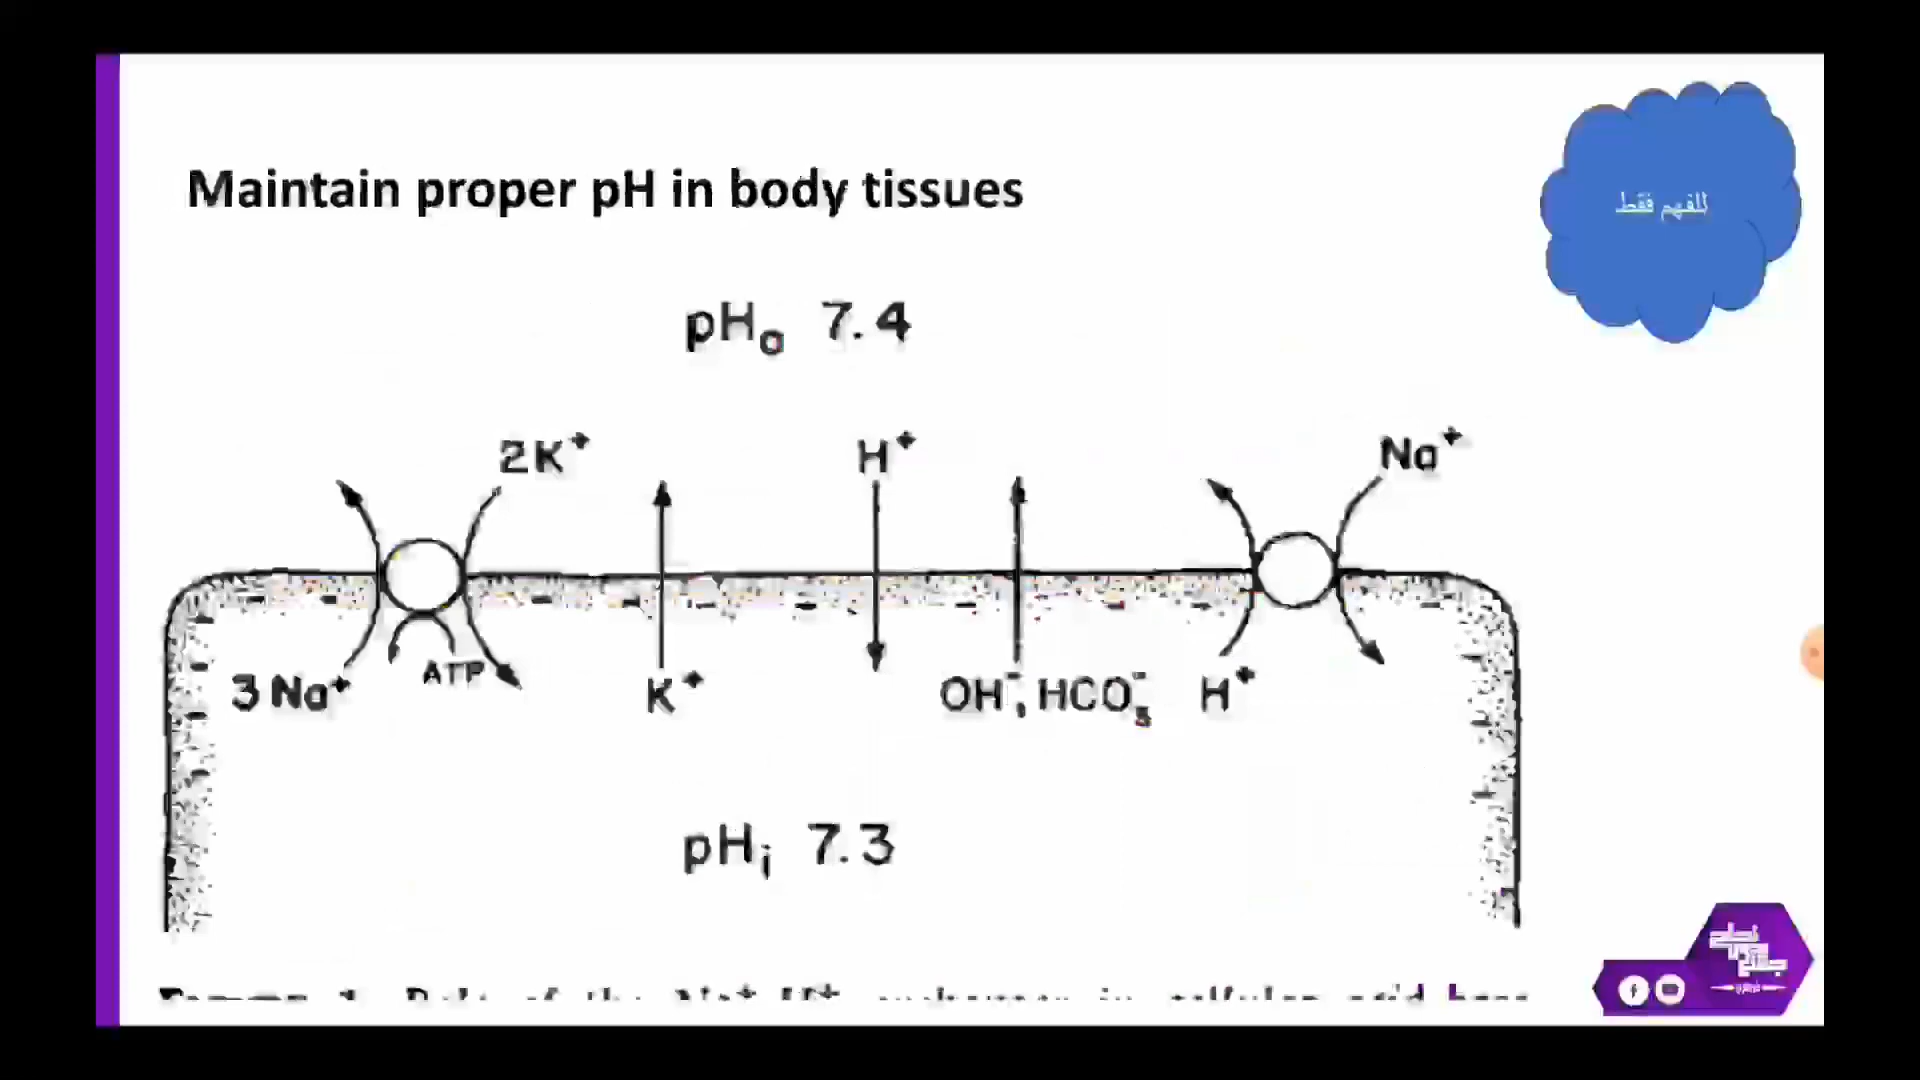 Maintain proper pH in body tissues
للفهم فقط
pHo 7.4
2K+ H+ Na+
ATP
3 Na+ K+ OH-, HCO3- H+
pHi 7.3